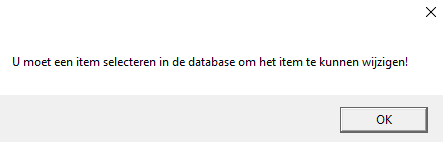 U moet een item selecteren in de database om het item te kunnen wijzigen!
OK